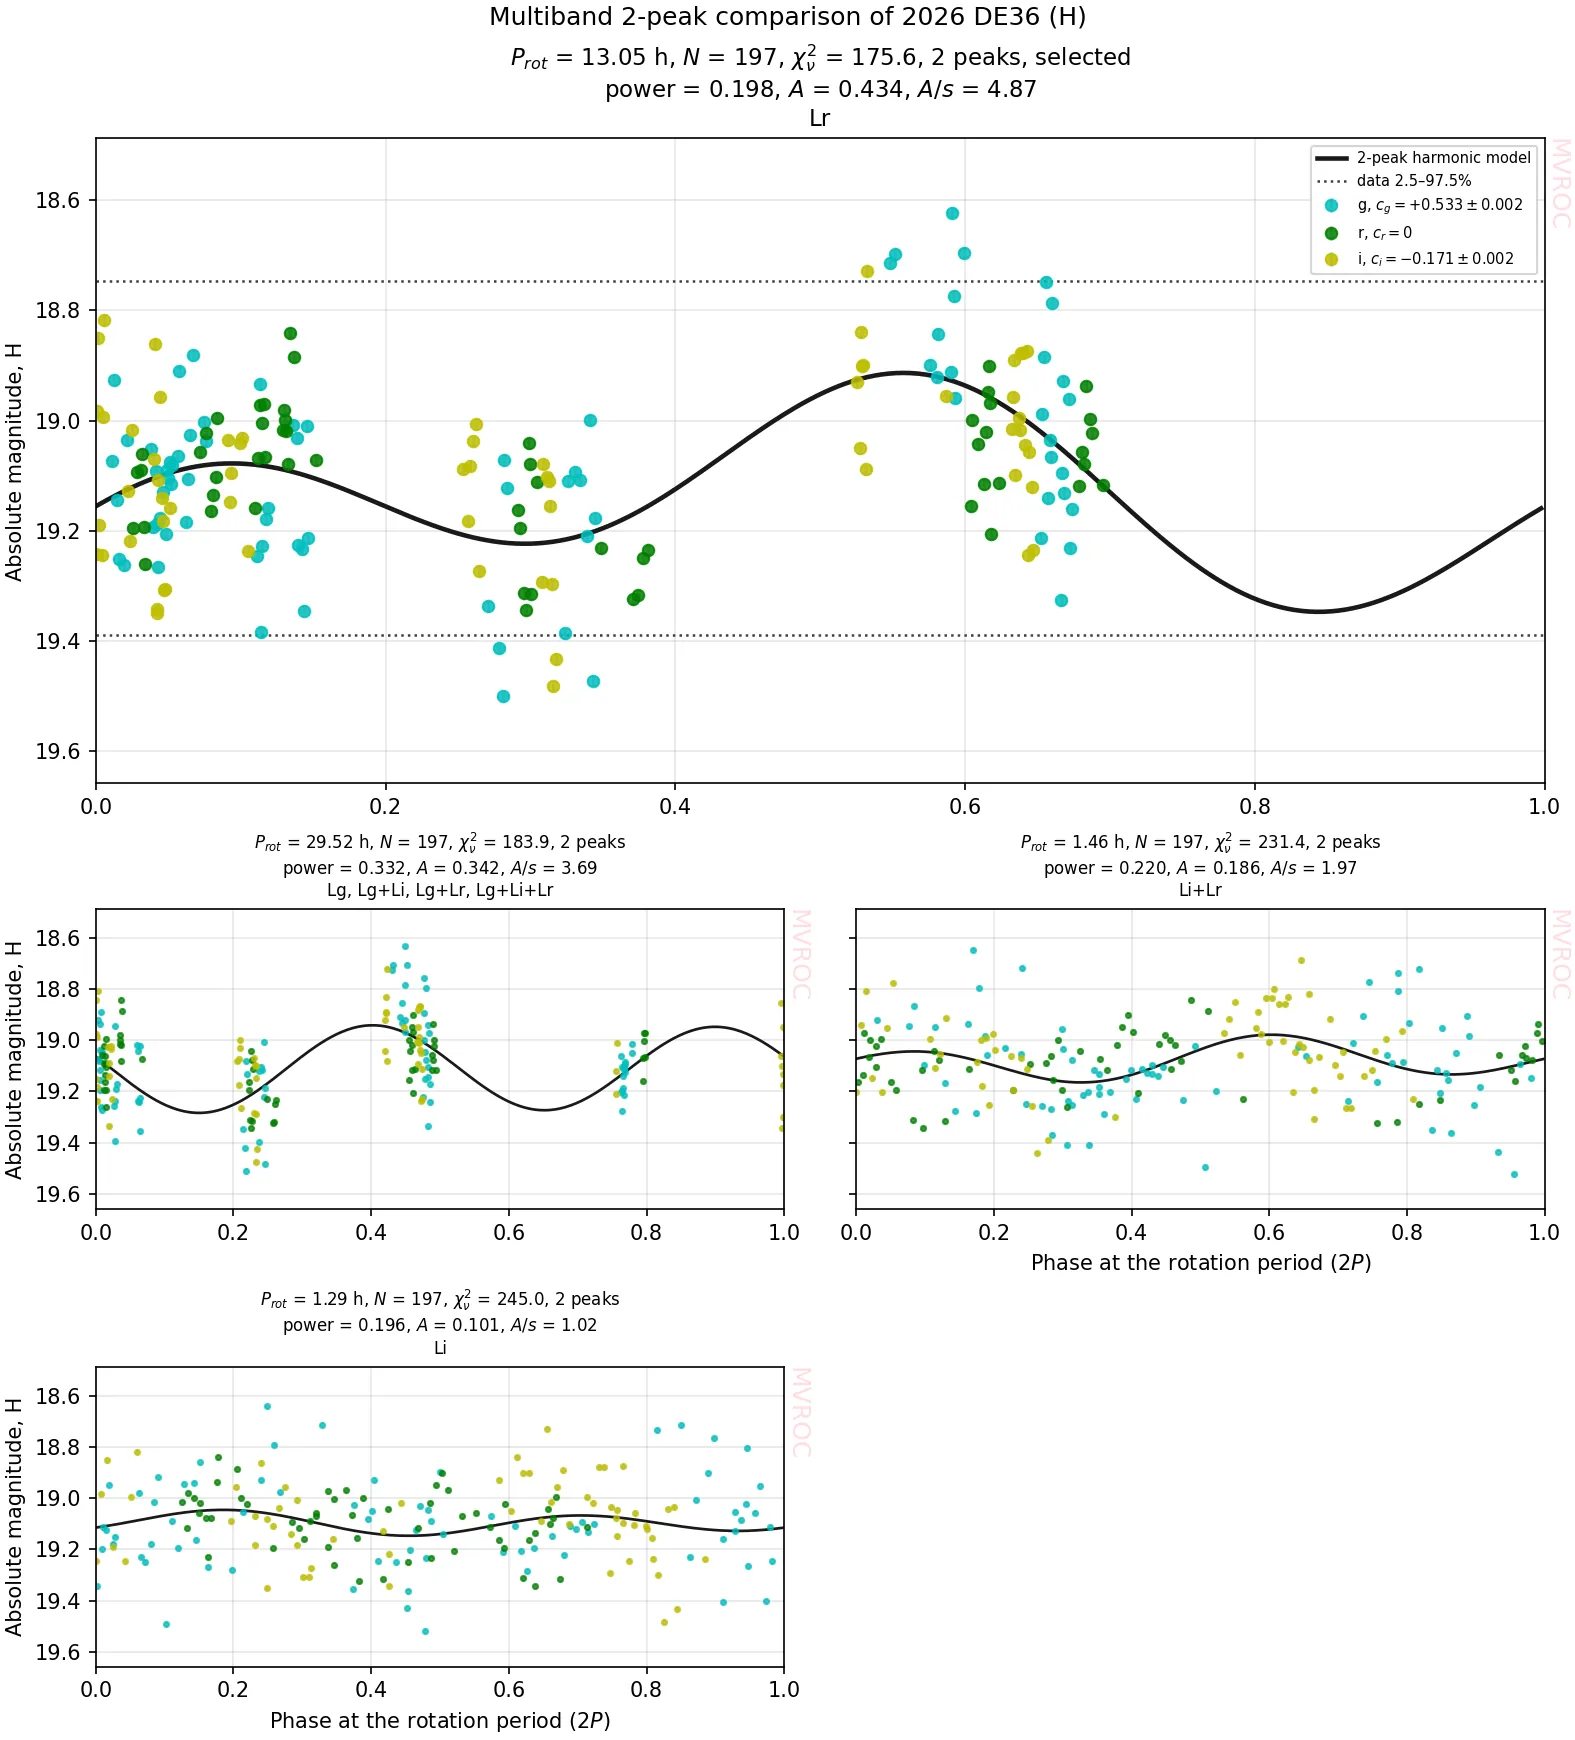 Multiband 2-peak comparison of 2026 DE36 (H)
P_rot = 13.05 h, N = 197, χ²_ν = 175.6, 2 peaks, selected
power = 0.198, A = 0.434, A/s = 4.87
Lr
2-peak harmonic model
data 2.5–97.5%
g, c_g = +0.533 ± 0.002
r, c_r = 0
i, c_i = −0.171 ± 0.002
MVROC
Absolute magnitude, H
18.6
18.8
19.0
19.2
19.4
19.6
0.0 0.2 0.4 0.6 0.8 1.0
P_rot = 29.52 h, N = 197, χ²_ν = 183.9, 2 peaks
power = 0.332, A = 0.342, A/s = 3.69
Lg, Lg+Li, Lg+Lr, Lg+Li+Lr
MVROC
Absolute magnitude, H
18.6
18.8
19.0
19.2
19.4
19.6
0.0 0.2 0.4 0.6 0.8 1.0
P_rot = 1.46 h, N = 197, χ²_ν = 231.4, 2 peaks
power = 0.220, A = 0.186, A/s = 1.97
Li+Lr
MVROC
0.0 0.2 0.4 0.6 0.8 1.0
Phase at the rotation period (2P)
P_rot = 1.29 h, N = 197, χ²_ν = 245.0, 2 peaks
power = 0.196, A = 0.101, A/s = 1.02
Li
MVROC
Absolute magnitude, H
18.6
18.8
19.0
19.2
19.4
19.6
0.0 0.2 0.4 0.6 0.8 1.0
Phase at the rotation period (2P)